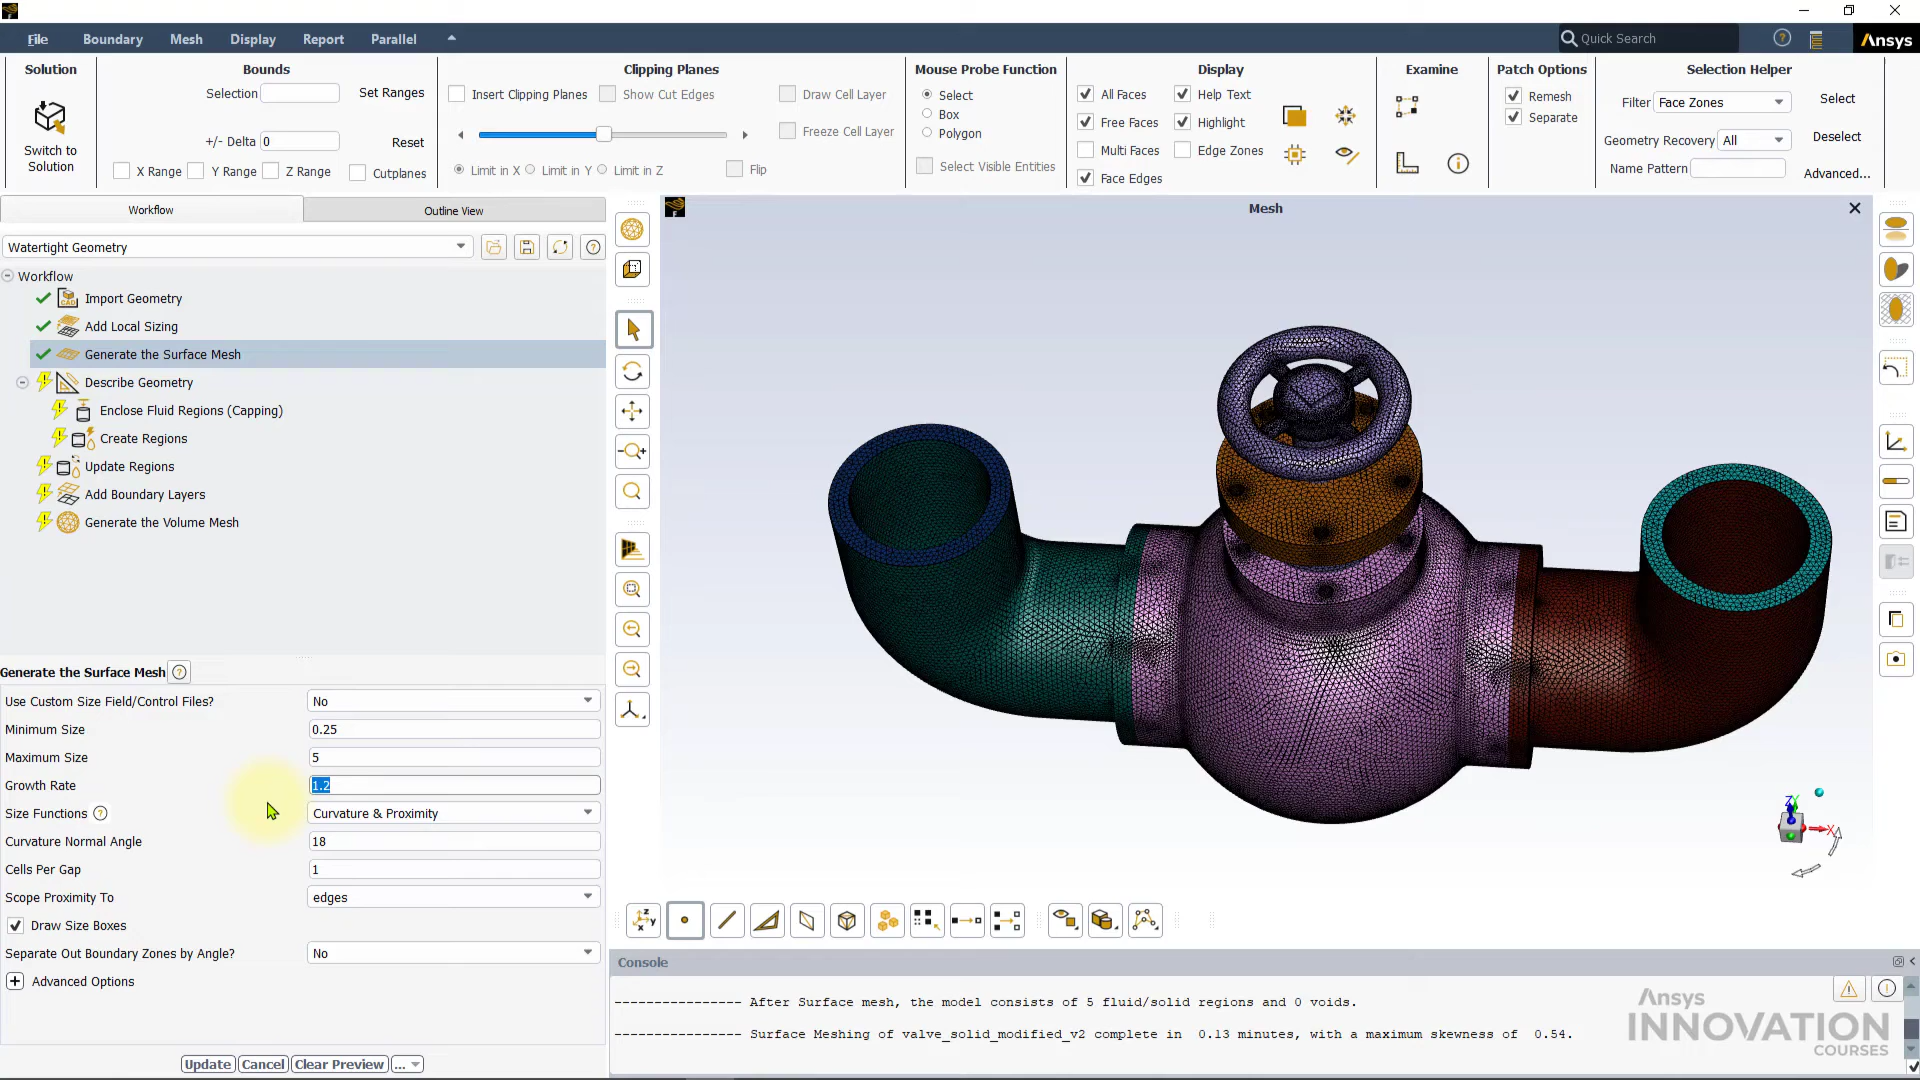 File
Boundary
Mesh
Display
Report
Parallel
Quick Search
Ansys
Solution
Switch to
Solution
Bounds
Selection
Set Ranges
+/- Delta 0
Reset
X Range
Y Range
Z Range
Cutplanes
Clipping Planes
Insert Clipping Planes
Show Cut Edges
Draw Cell Layer
Freeze Cell Layer
Limit in X
Limit in Y
Limit in Z
Flip
Mouse Probe Function
Select
Box
Polygon
Select Visible Entities
Display
All Faces
Help Text
Free Faces
Highlight
Multi Faces
Edge Zones
Face Edges
Examine
Patch Options
Remesh
Separate
Selection Helper
Filter Face Zones
Select
Geometry Recovery All
Deselect
Name Pattern
Advanced...
Workflow
Outline View
Watertight Geometry
Workflow
Import Geometry
Add Local Sizing
Generate the Surface Mesh
Describe Geometry
Enclose Fluid Regions (Capping)
Create Regions
Update Regions
Add Boundary Layers
Generate the Volume Mesh
Generate the Surface Mesh
Use Custom Size Field/Control Files? No
Minimum Size 0.25
Maximum Size 5
Growth Rate 1.2
Size Functions Curvature & Proximity
Curvature Normal Angle 18
Cells Per Gap 1
Scope Proximity To edges
Draw Size Boxes
Separate Out Boundary Zones by Angle? No
Advanced Options
Update
Cancel
Clear Preview
...
Mesh
Z
Y
X
Console
---------------- After Surface mesh, the model consists of 5 fluid/solid regions and 0 voids.
---------------- Surface Meshing of valve_solid_modified_v2 complete in 0.13 minutes, with a maximum skewness of 0.54.
Ansys
INNOVATION
COURSES